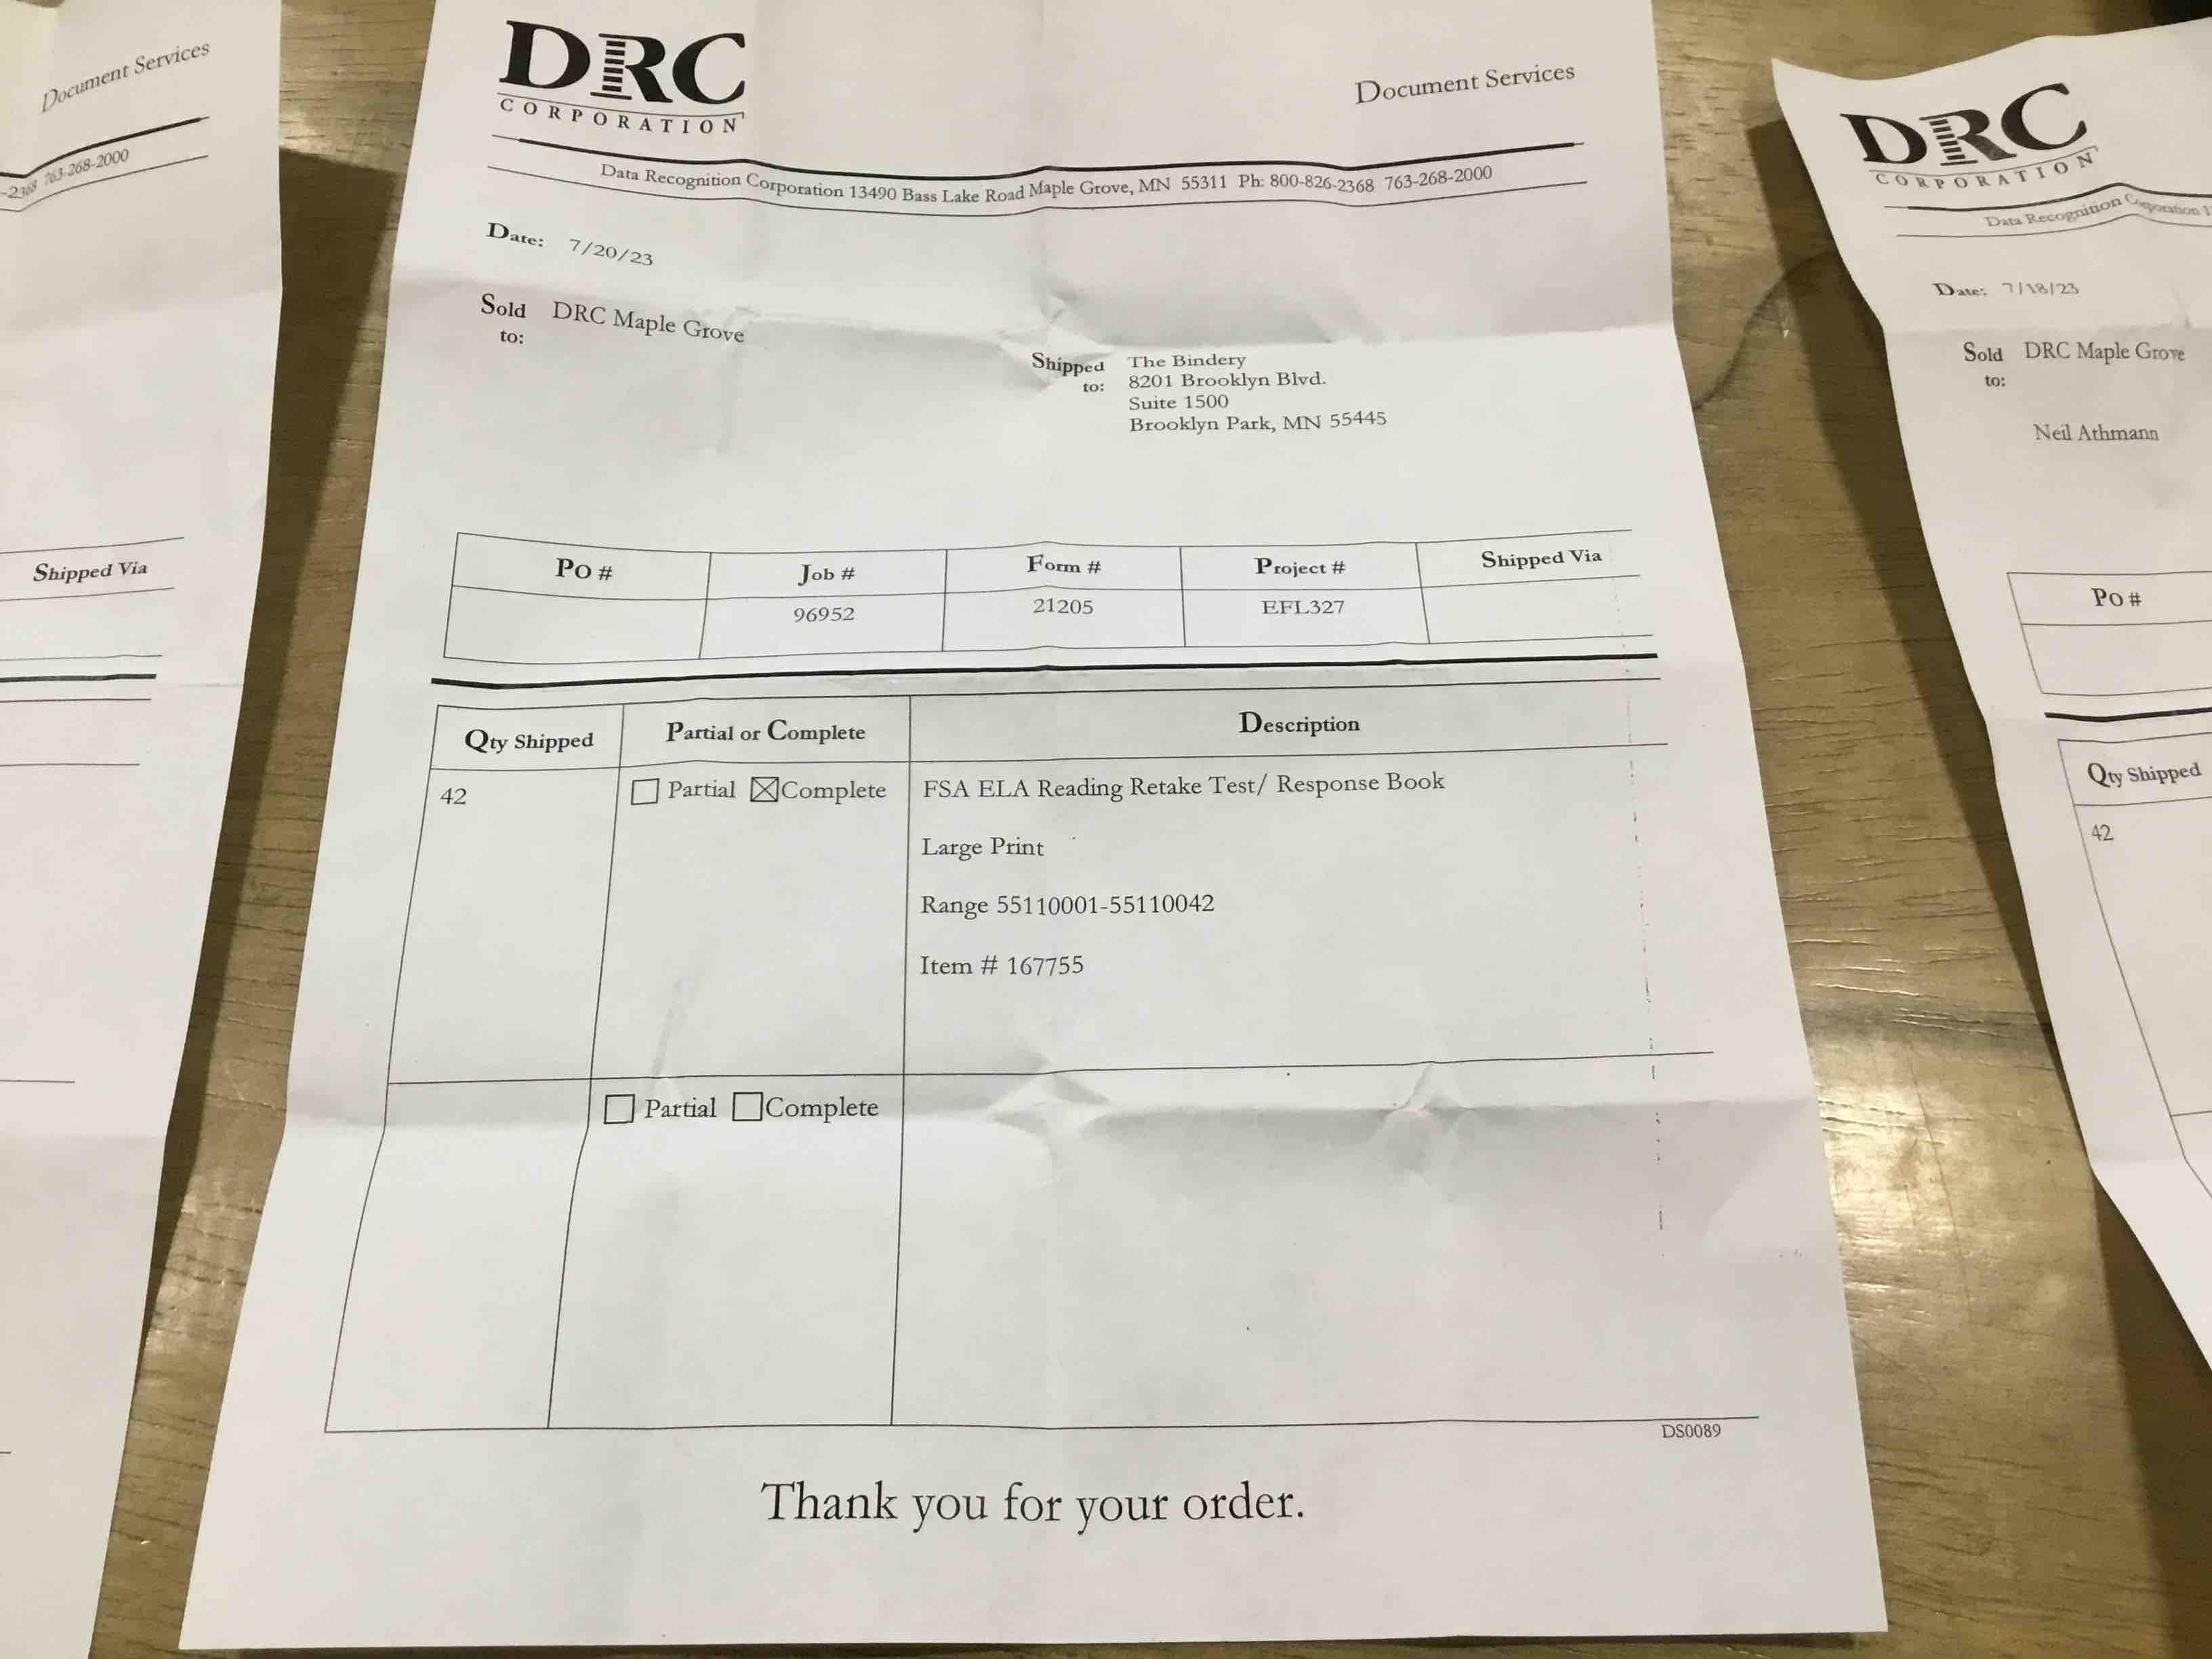 Document Services
763-268-2000
Shipped Via
DRC
CORPORATION
Document Services
Data Recognition Corporation 13490 Bass Lake Road Maple Grove, MN 55311 Ph: 800-826-2368 763-268-2000
Date: 7/20/23
Sold to: DRC Maple Grove
Shipped to: The Bindery
8201 Brooklyn Blvd.
Suite 1500
Brooklyn Park, MN 55445
PO # Job # Form # Project # Shipped Via
96952 21205 EFL327
Qty Shipped Partial or Complete Description
42 Partial Complete FSA ELA Reading Retake Test/ Response Book
Large Print
Range 55110001-55110042
Item # 167755
Partial Complete
DS0089
Thank you for your order.
DRC
CORPORATION
Data Recognition Corporation
Date: 7/18/23
Sold to: DRC Maple Grove
Neil Athmann
PO #
Qty Shipped
42